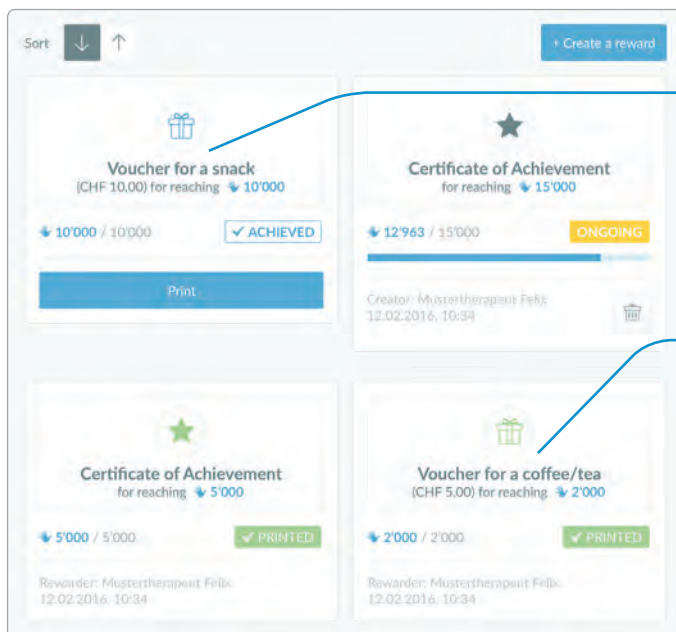 Sort
+ Create a reward
Voucher for a snack
(CHF 10.00) for reaching 10'000
10'000 / 10'000 ACHIEVED
Print
Certificate of Achievement
for reaching 15'000
12'963 / 15'000 ONGOING
Creator: Mustertherapeut Felix
12.02.2016, 10:34
Certificate of Achievement
for reaching 5'000
5'000 / 5'000 PRINTED
Rewarder: Mustertherapeut Felix.
12.02.2016, 10:34
Voucher for a coffee/tea
(CHF 5.00) for reaching 2'000
2'000 / 2'000 PRINTED
Rewarder: Mustertherapeut Felix.
12.02.2016, 10:34